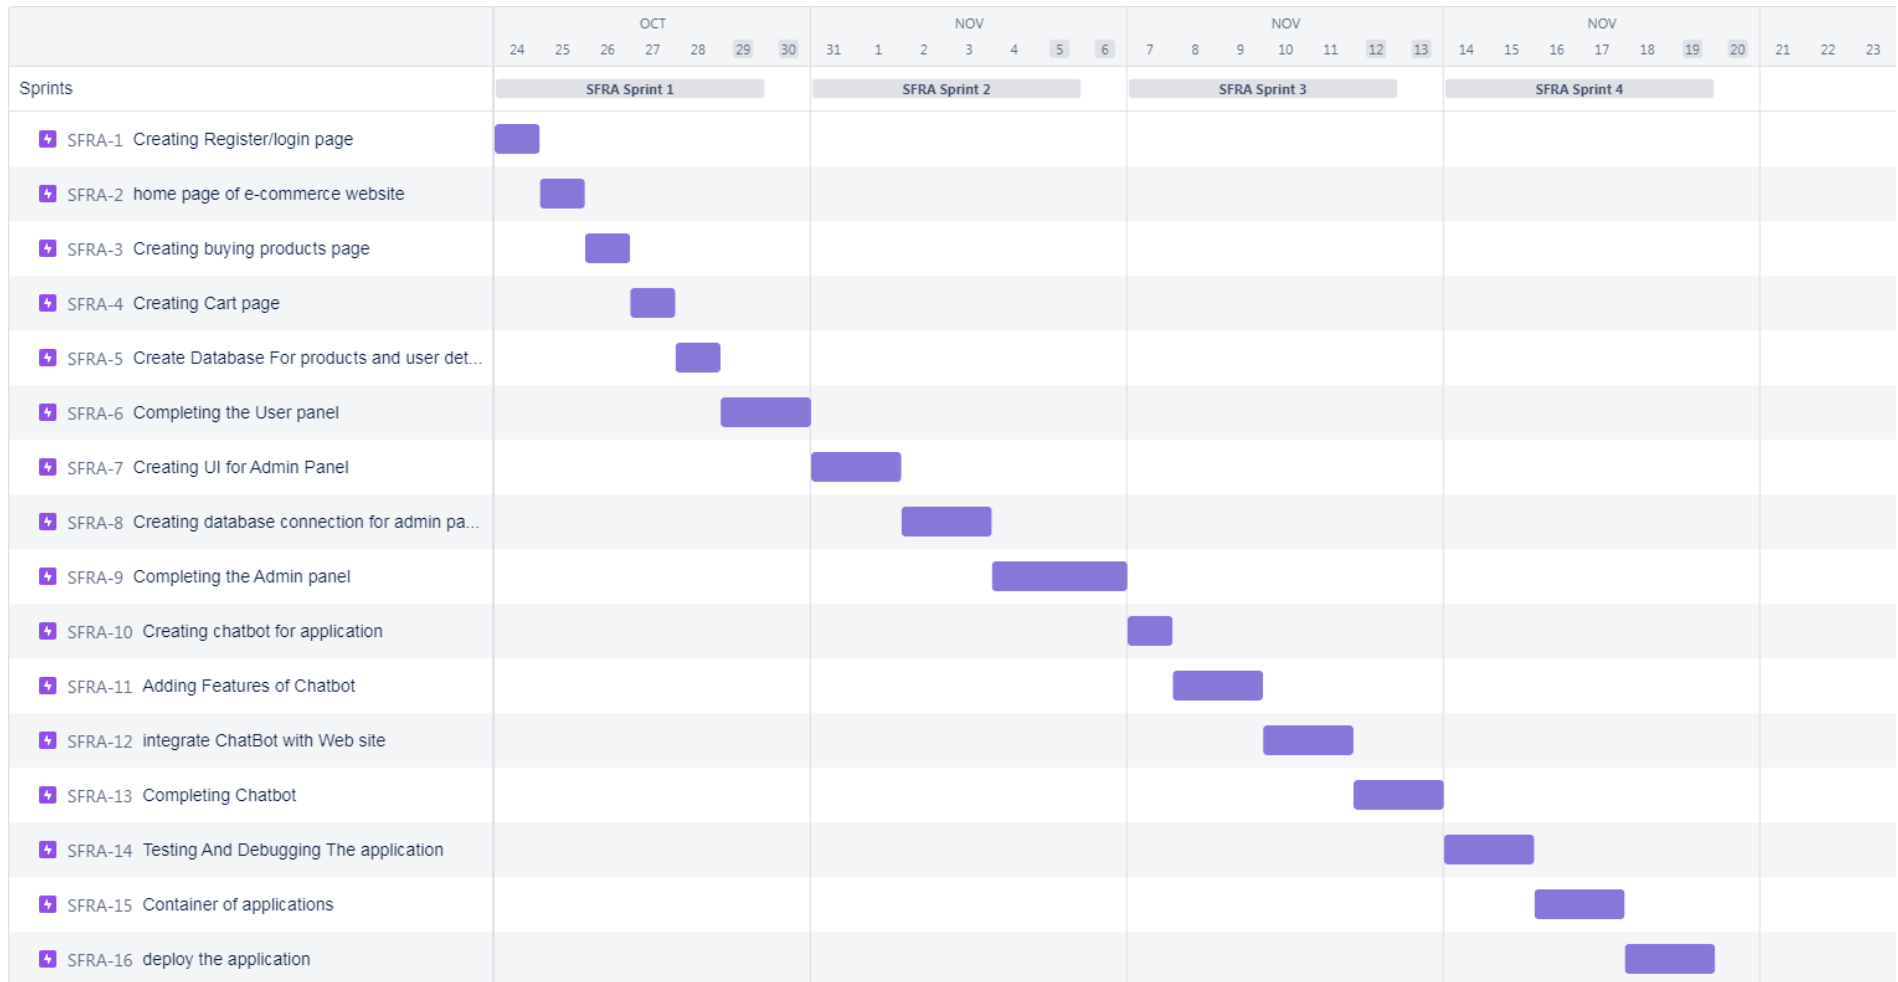 OCT NOV NOV NOV
24 25 26 27 28 29 30 31 1 2 3 4 5 6 7 8 9 10 11 12 13 14 15 16 17 18 19 20 21 22 23
Sprints SFRA Sprint 1 SFRA Sprint 2 SFRA Sprint 3 SFRA Sprint 4
SFRA-1 Creating Register/login page
SFRA-2 home page of e-commerce website
SFRA-3 Creating buying products page
SFRA-4 Creating Cart page
SFRA-5 Create Database For products and user det...
SFRA-6 Completing the User panel
SFRA-7 Creating UI for Admin Panel
SFRA-8 Creating database connection for admin pa...
SFRA-9 Completing the Admin panel
SFRA-10 Creating chatbot for application
SFRA-11 Adding Features of Chatbot
SFRA-12 integrate ChatBot with Web site
SFRA-13 Completing Chatbot
SFRA-14 Testing And Debugging The application
SFRA-15 Container of applications
SFRA-16 deploy the application